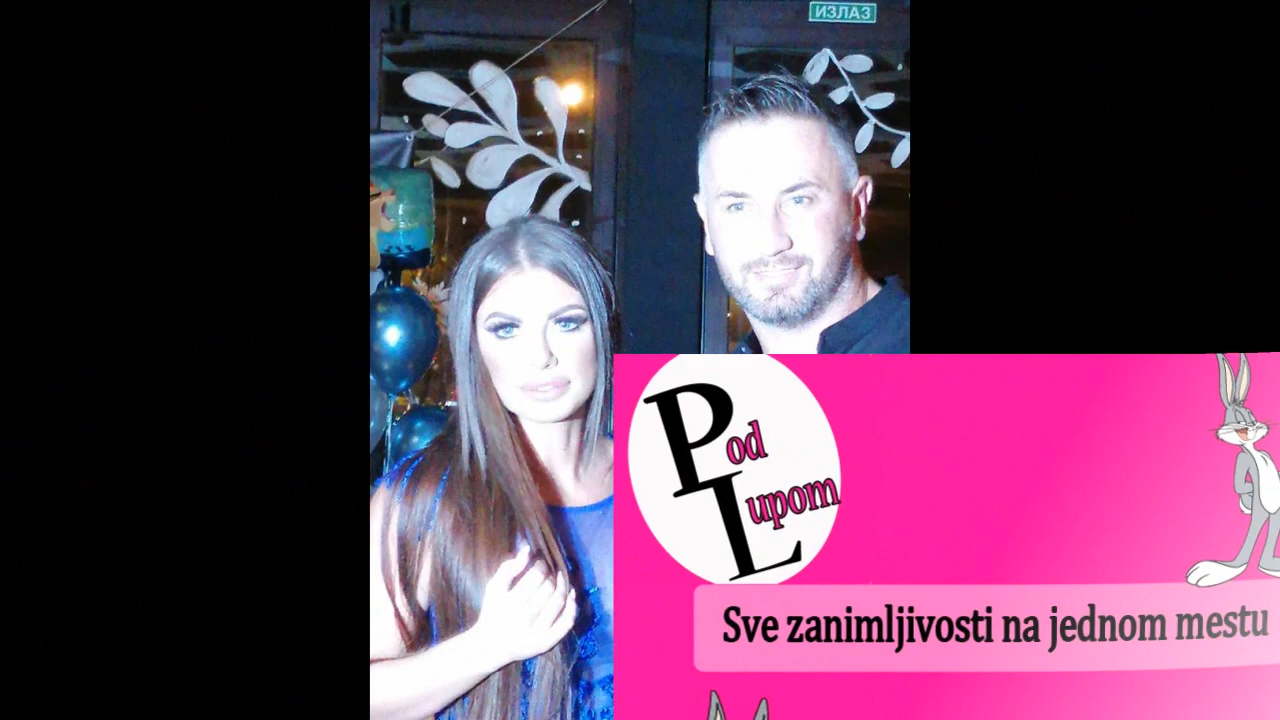 ИЗЛАЗ
Pod
Lupom
Sve zanimljivosti na jednom mestu